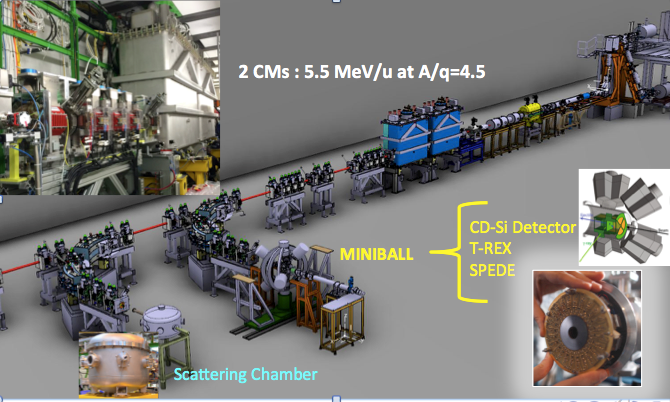 2 CMs : 5.5 MeV/u at A/q=4.5
MINIBALL
CD-Si Detector
T-REX
SPEDE
Scattering Chamber